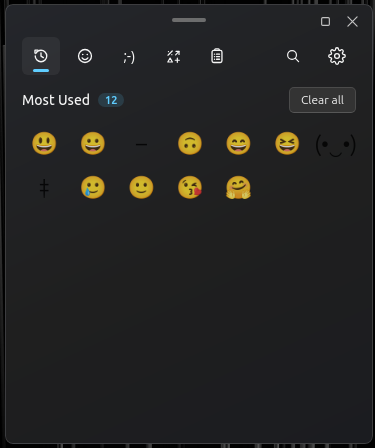 ;-)
Most Used 12 Clear all
😃 😀 – 🙃 😄 😆 (•‿•)
‡ 🥲 🙂 😘 🤗